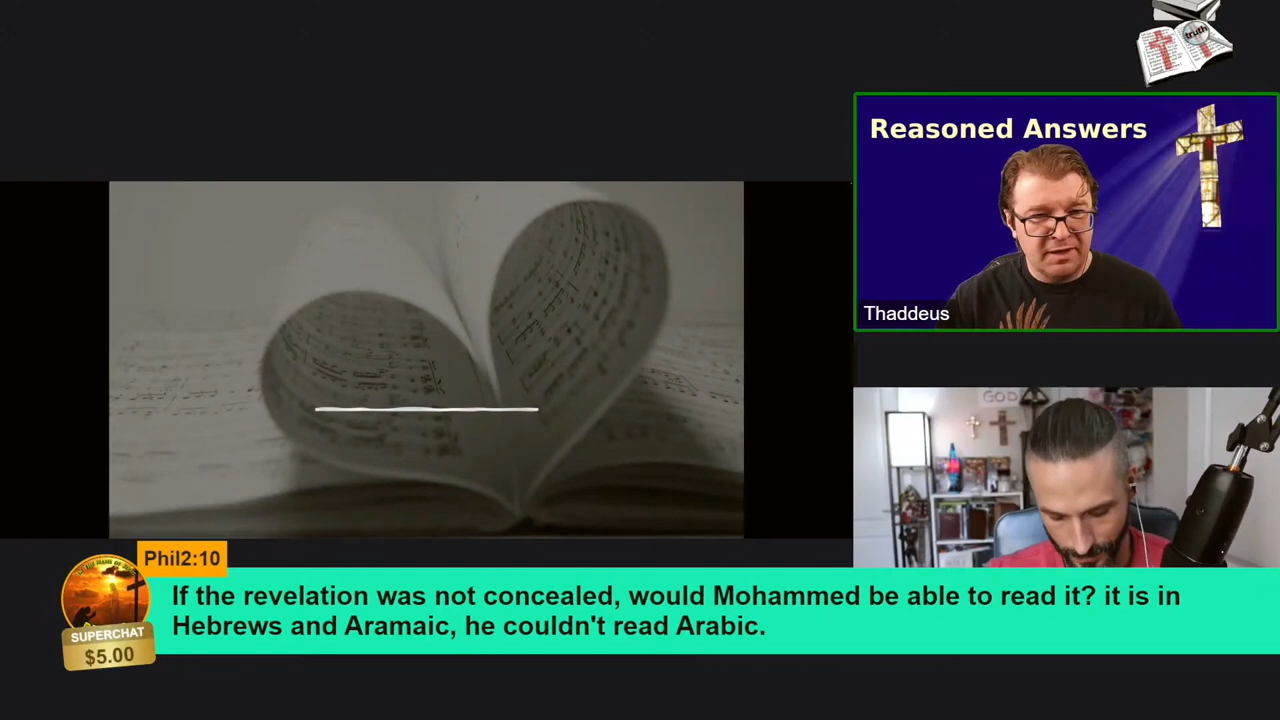 truth
Reasoned Answers
Thaddeus
GOD
Phil2:10
If the revelation was not concealed, would Mohammed be able to read it? it is in
Hebrews and Aramaic, he couldn't read Arabic.
SUPERCHAT
$5.00